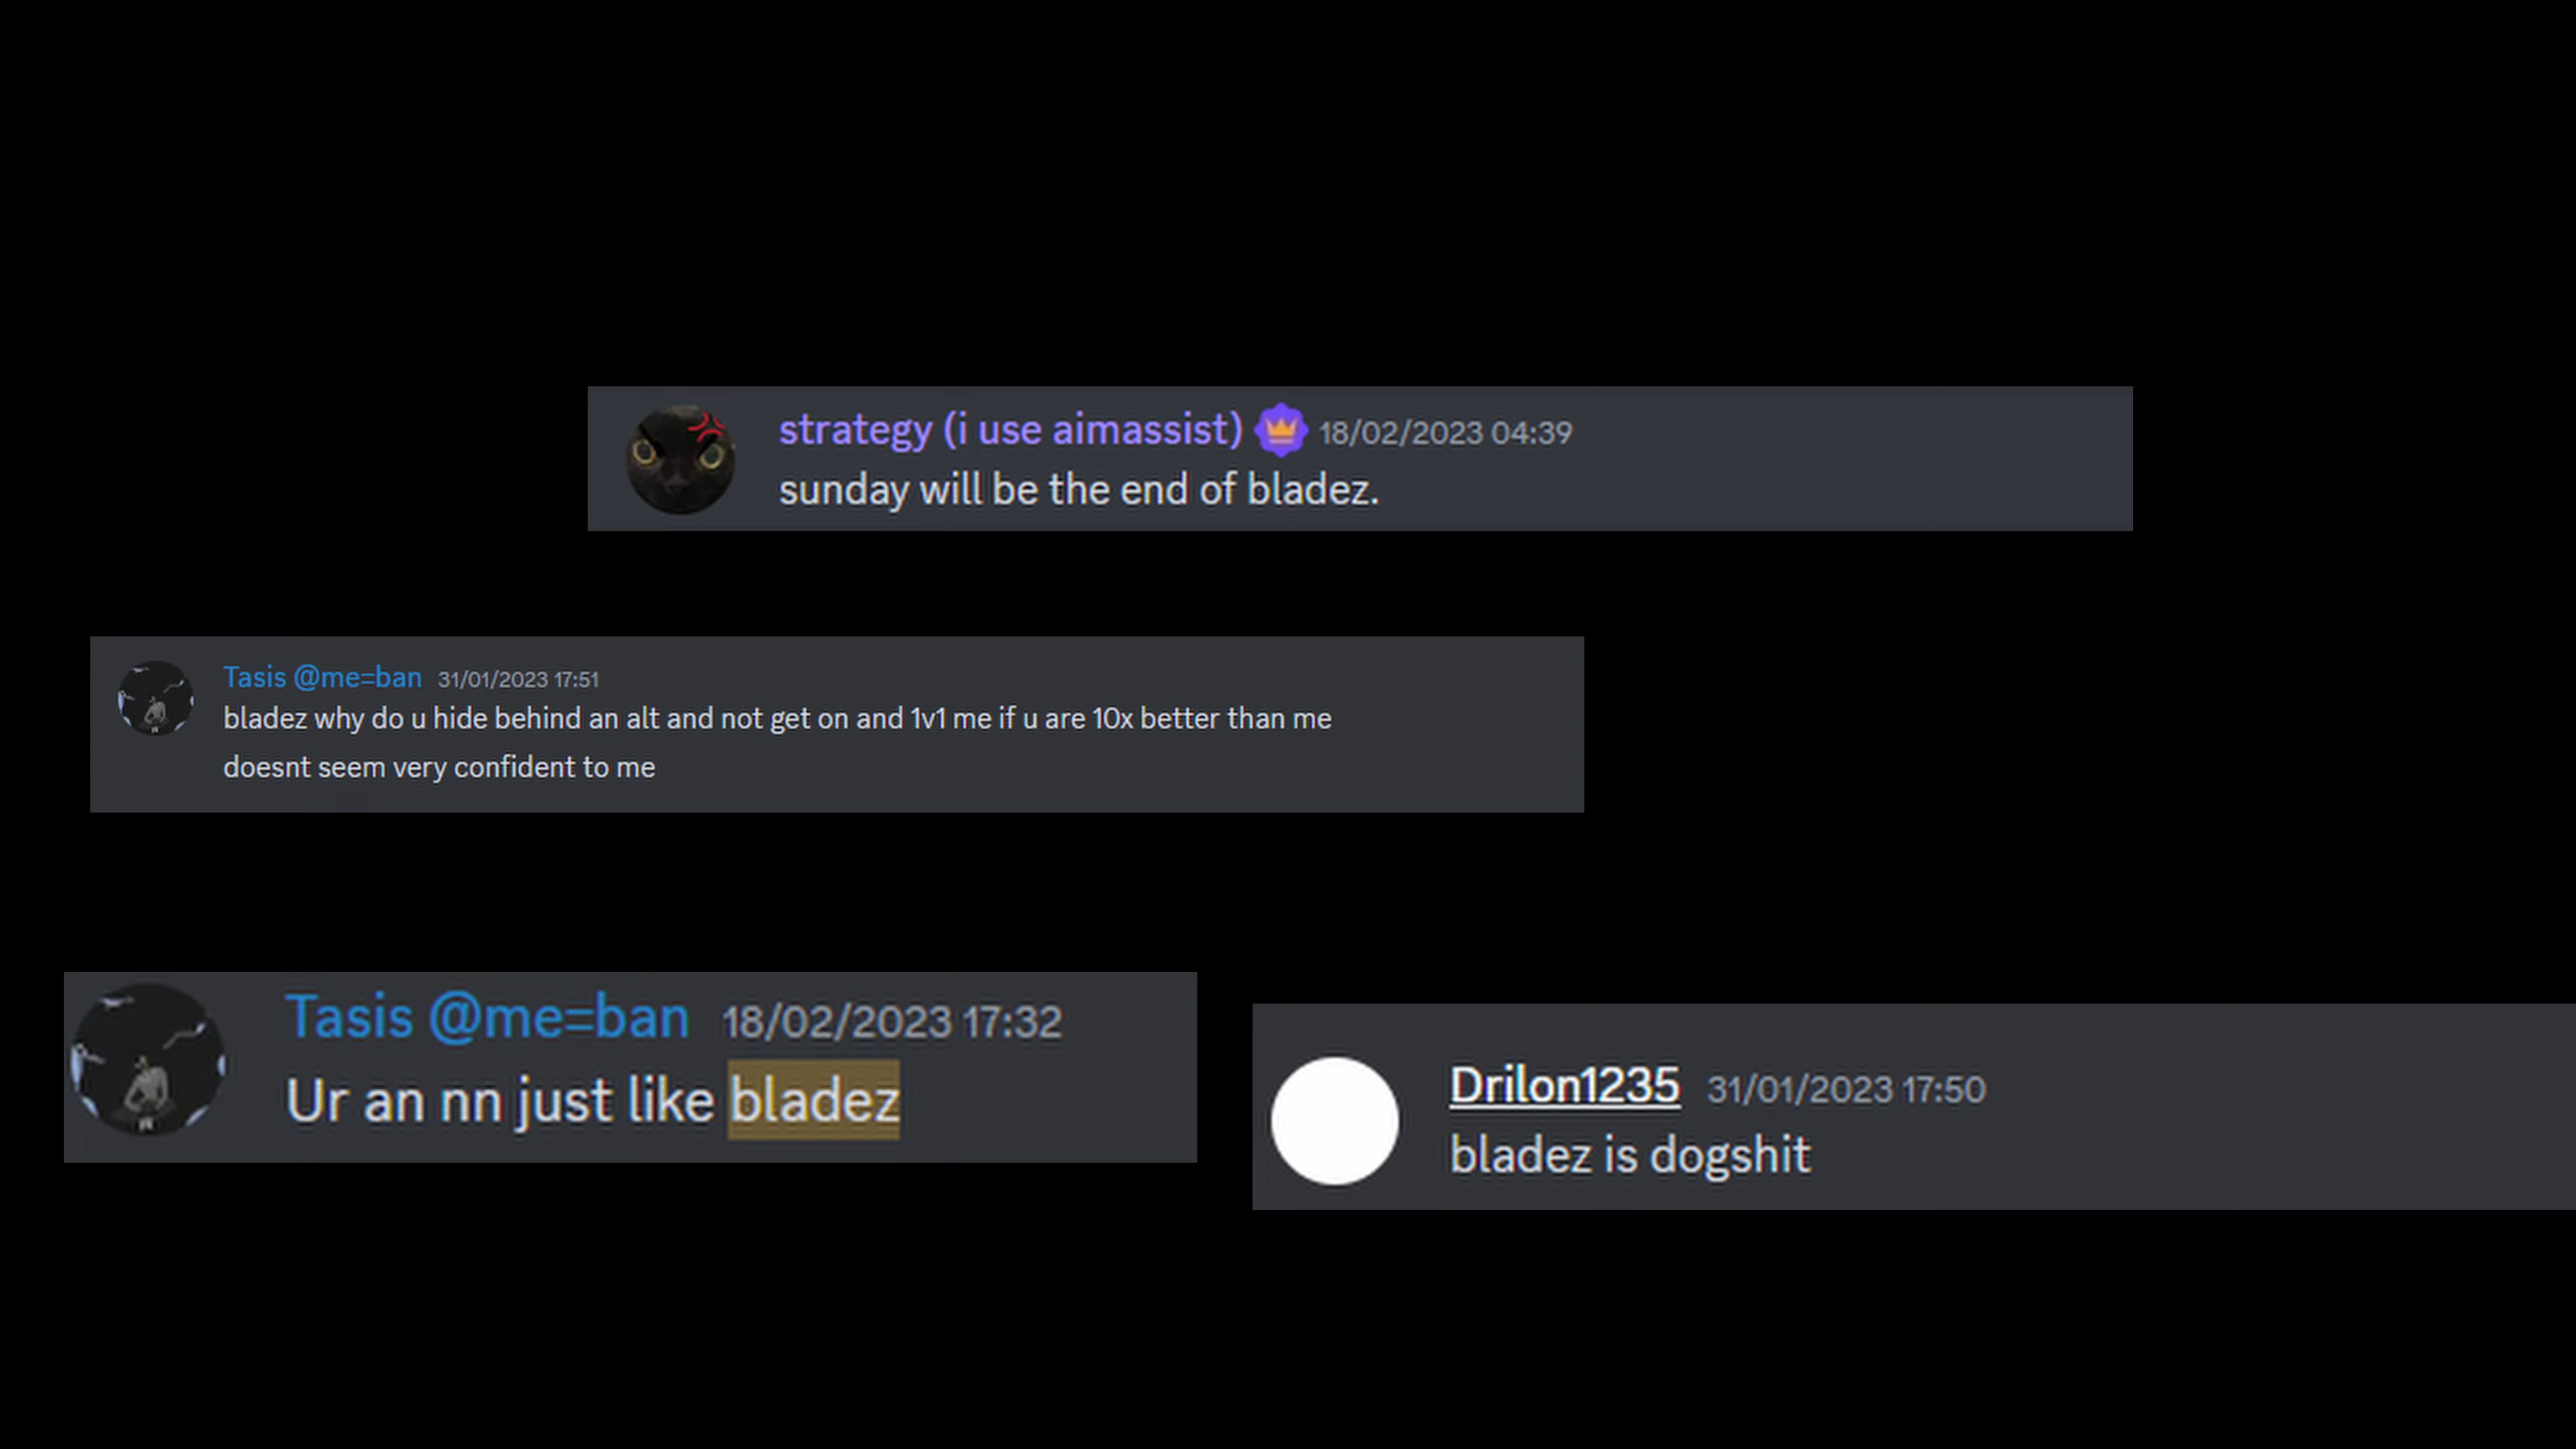 strategy (i use aimassist) 18/02/2023 04:39
sunday will be the end of bladez.
Tasis @me=ban 31/01/2023 17:51
bladez why do u hide behind an alt and not get on and 1v1 me if u are 10x better than me
doesnt seem very confident to me
Tasis @me=ban 18/02/2023 17:32
Ur an nn just like bladez
Drilon1235 31/01/2023 17:50
bladez is dogshit